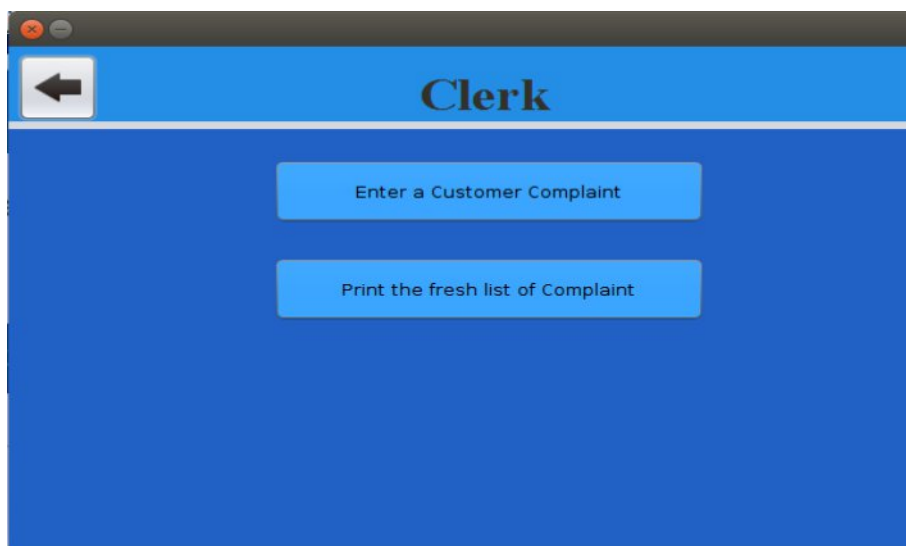 Clerk
Enter a Customer Complaint
Print the fresh list of Complaint